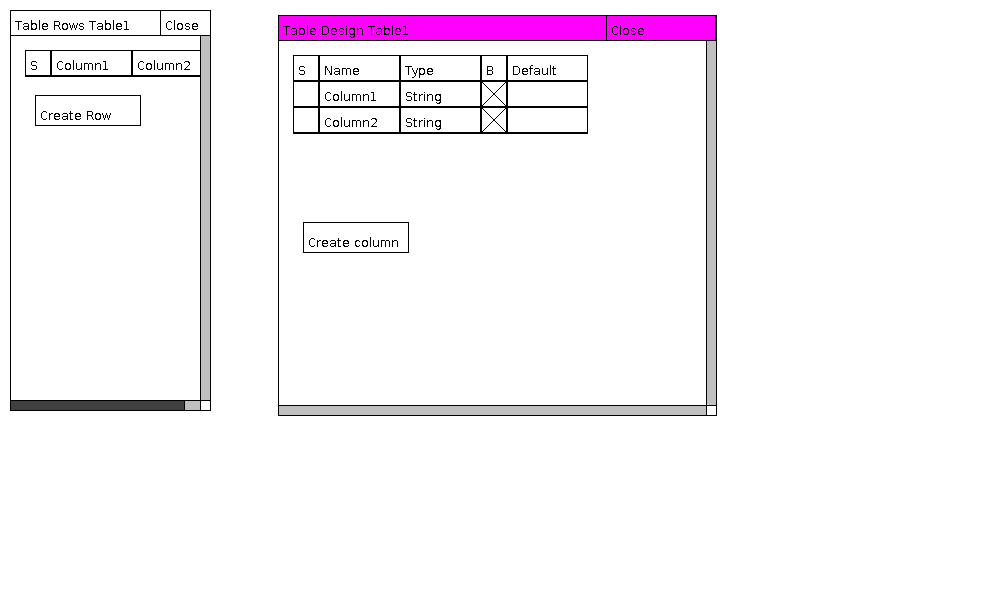 Table Rows Table1 Close
S Column1 Column2
Create Row
Table Design Table1 Close
S Name Type B Default
Column1 String
Column2 String
Create column